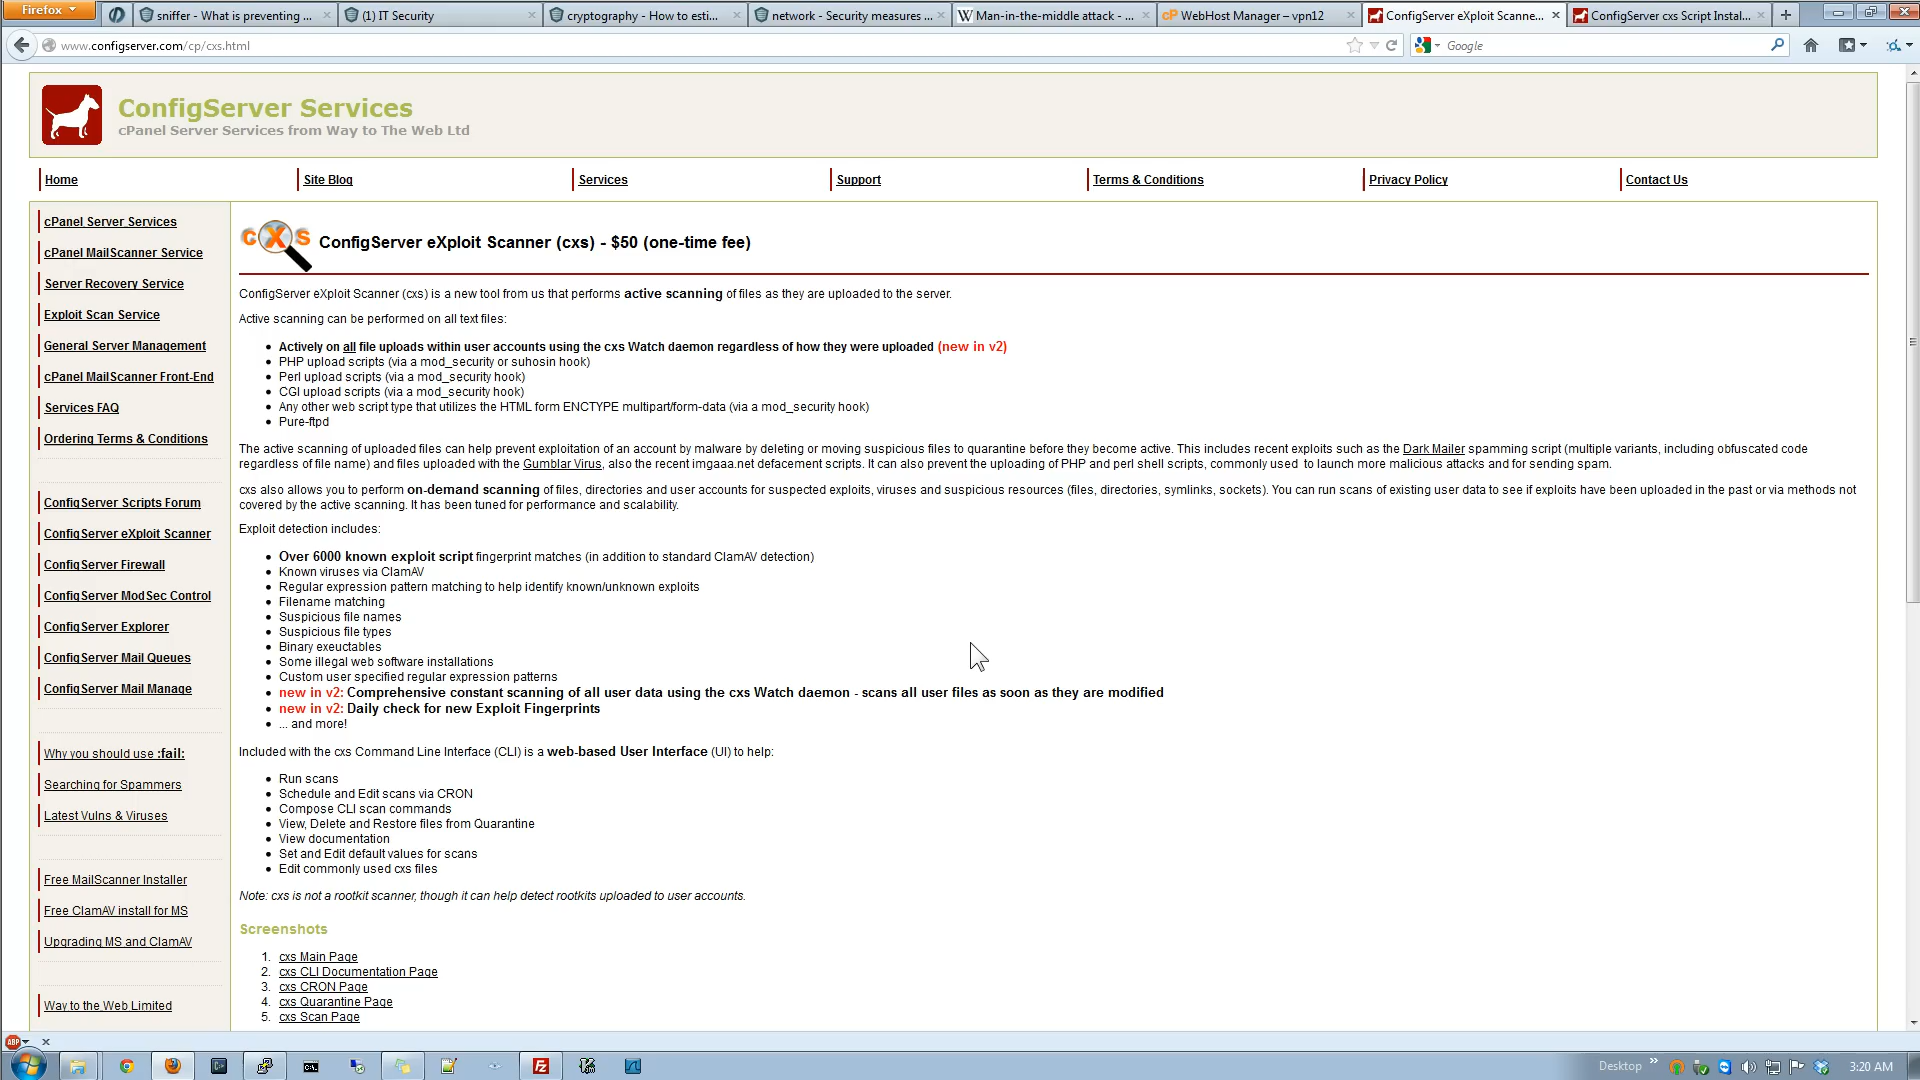 Firefox
sniffer - What is preventing ...
(1) IT Security
cryptography - How to esti...
network - Security measures ...
Man-in-the-middle attack - ...
WebHost Manager – vpn12
ConfigServer eXploit Scanne...
ConfigServer cxs Script Instal...
www.configserver.com/cp/cxs.html
Google
ConfigServer Services
cPanel Server Services from Way to The Web Ltd
Home
Site Blog
Services
Support
Terms & Conditions
Privacy Policy
Contact Us
cPanel Server Services
cPanel MailScanner Service
Server Recovery Service
Exploit Scan Service
General Server Management
cPanel MailScanner Front-End
Services FAQ
Ordering Terms & Conditions
ConfigServer Scripts Forum
ConfigServer eXploit Scanner
ConfigServer Firewall
ConfigServer ModSec Control
ConfigServer Explorer
ConfigServer Mail Queues
ConfigServer Mail Manage
Why you should use :fail:
Searching for Spammers
Latest Vulns & Viruses
Free MailScanner Installer
Free ClamAV install for MS
Upgrading MS and ClamAV
Way to the Web Limited
cXs
ConfigServer eXploit Scanner (cxs) - $50 (one-time fee)
ConfigServer eXploit Scanner (cxs) is a new tool from us that performs active scanning of files as they are uploaded to the server.
Active scanning can be performed on all text files:
Actively on all file uploads within user accounts using the cxs Watch daemon regardless of how they were uploaded (new in v2)
PHP upload scripts (via a mod_security or suhosin hook)
Perl upload scripts (via a mod_security hook)
CGI upload scripts (via a mod_security hook)
Any other web script type that utilizes the HTML form ENCTYPE multipart/form-data (via a mod_security hook)
Pure-ftpd
The active scanning of uploaded files can help prevent exploitation of an account by malware by deleting or moving suspicious files to quarantine before they become active. This includes recent exploits such as the Dark Mailer spamming script (multiple variants, including obfuscated code
regardless of file name) and files uploaded with the Gumblar Virus, also the recent imgaaa.net defacement scripts. It can also prevent the uploading of PHP and perl shell scripts, commonly used to launch more malicious attacks and for sending spam.
cxs also allows you to perform on-demand scanning of files, directories and user accounts for suspected exploits, viruses and suspicious resources (files, directories, symlinks, sockets). You can run scans of existing user data to see if exploits have been uploaded in the past or via methods not
covered by the active scanning. It has been tuned for performance and scalability.
Exploit detection includes:
Over 6000 known exploit script fingerprint matches (in addition to standard ClamAV detection)
Known viruses via ClamAV
Regular expression pattern matching to help identify known/unknown exploits
Filename matching
Suspicious file names
Suspicious file types
Binary exeuctables
Some illegal web software installations
Custom user specified regular expression patterns
new in v2: Comprehensive constant scanning of all user data using the cxs Watch daemon - scans all user files as soon as they are modified
new in v2: Daily check for new Exploit Fingerprints
... and more!
Included with the cxs Command Line Interface (CLI) is a web-based User Interface (UI) to help:
Run scans
Schedule and Edit scans via CRON
Compose CLI scan commands
View, Delete and Restore files from Quarantine
View documentation
Set and Edit default values for scans
Edit commonly used cxs files
Note: cxs is not a rootkit scanner, though it can help detect rootkits uploaded to user accounts.
Screenshots
1. cxs Main Page
2. cxs CLI Documentation Page
3. cxs CRON Page
4. cxs Quarantine Page
5. cxs Scan Page
ABP
Desktop
3:20 AM